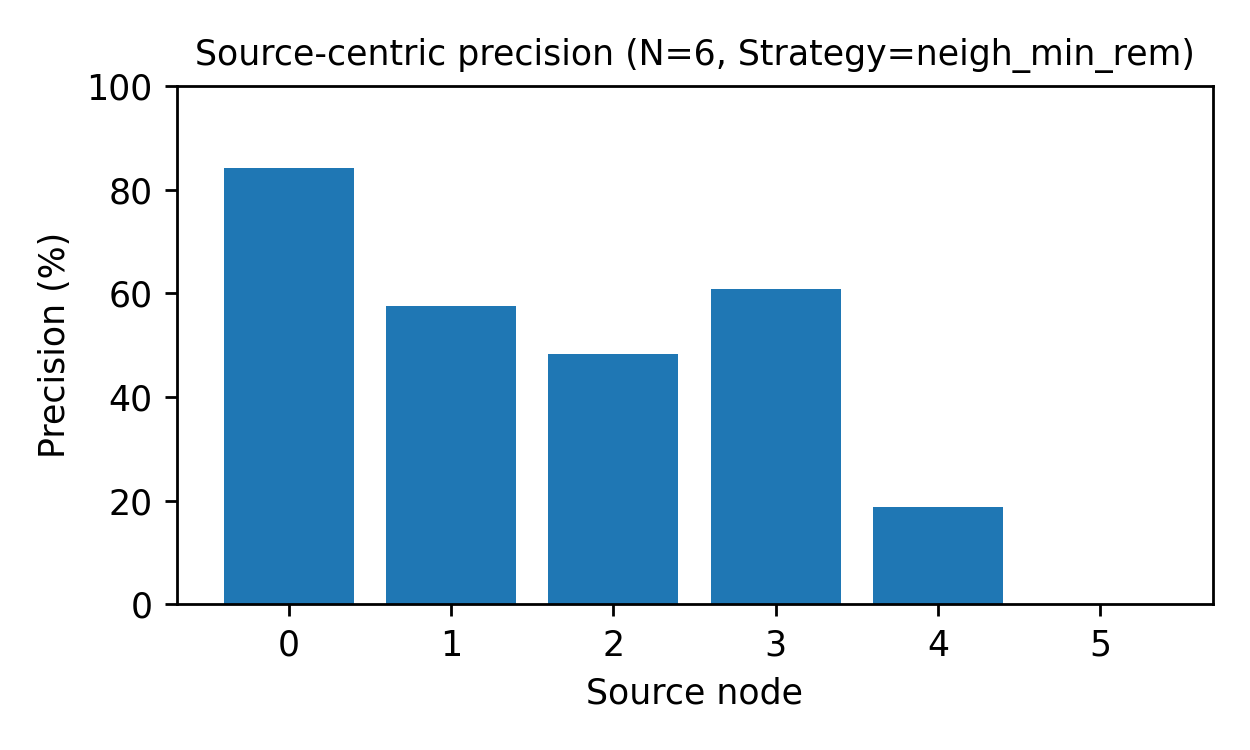 Source-centric precision (N=6, Strategy=neigh_min_rem)
100
80
60
40
20
0
Precision (%)
0 1 2 3 4 5
Source node